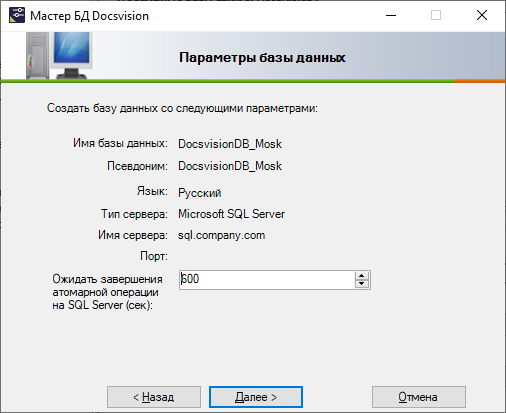 Мастер БД Docsvision
Параметры базы данных
Создать базу данных со следующими параметрами:
Имя базы данных: DocsvisionDB_Mosk
Псевдоним: DocsvisionDB_Mosk
Язык: Русский
Тип сервера: Microsoft SQL Server
Имя сервера: sql.company.com
Порт:
Ожидать завершения 600
атомарной операции
на SQL Server (сек):
< Назад Далее > Отмена